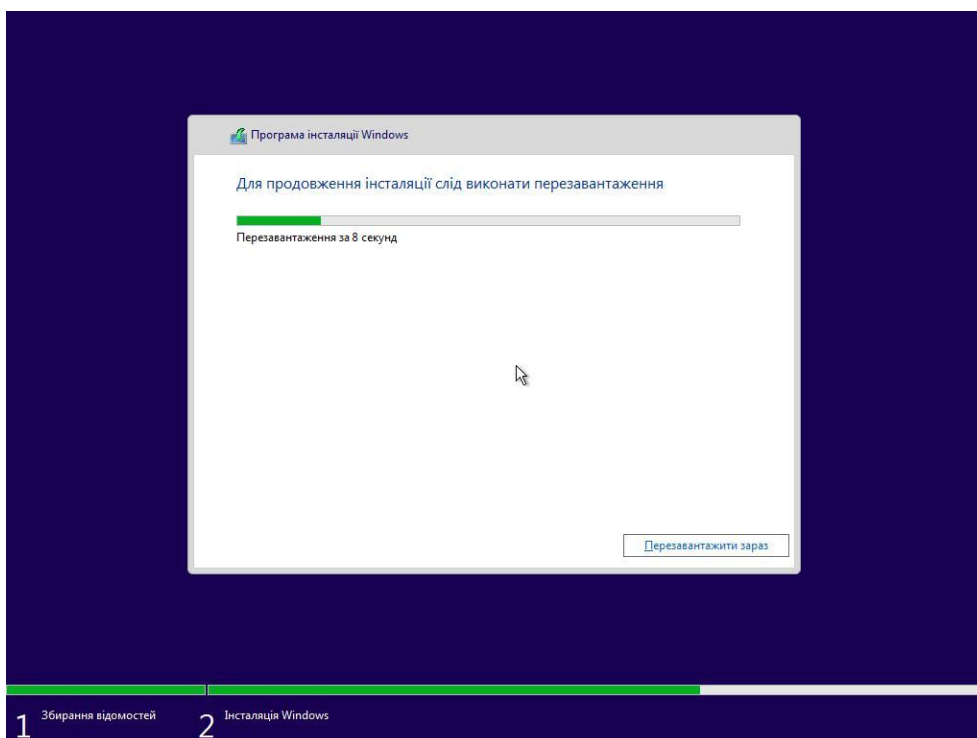 Програма інсталяції Windows
Для продовження інсталяції слід виконати перезавантаження
Перезавантаження за 8 секунд
Перезавантажити зараз
1 Збирання відомостей 2 Інсталяція Windows